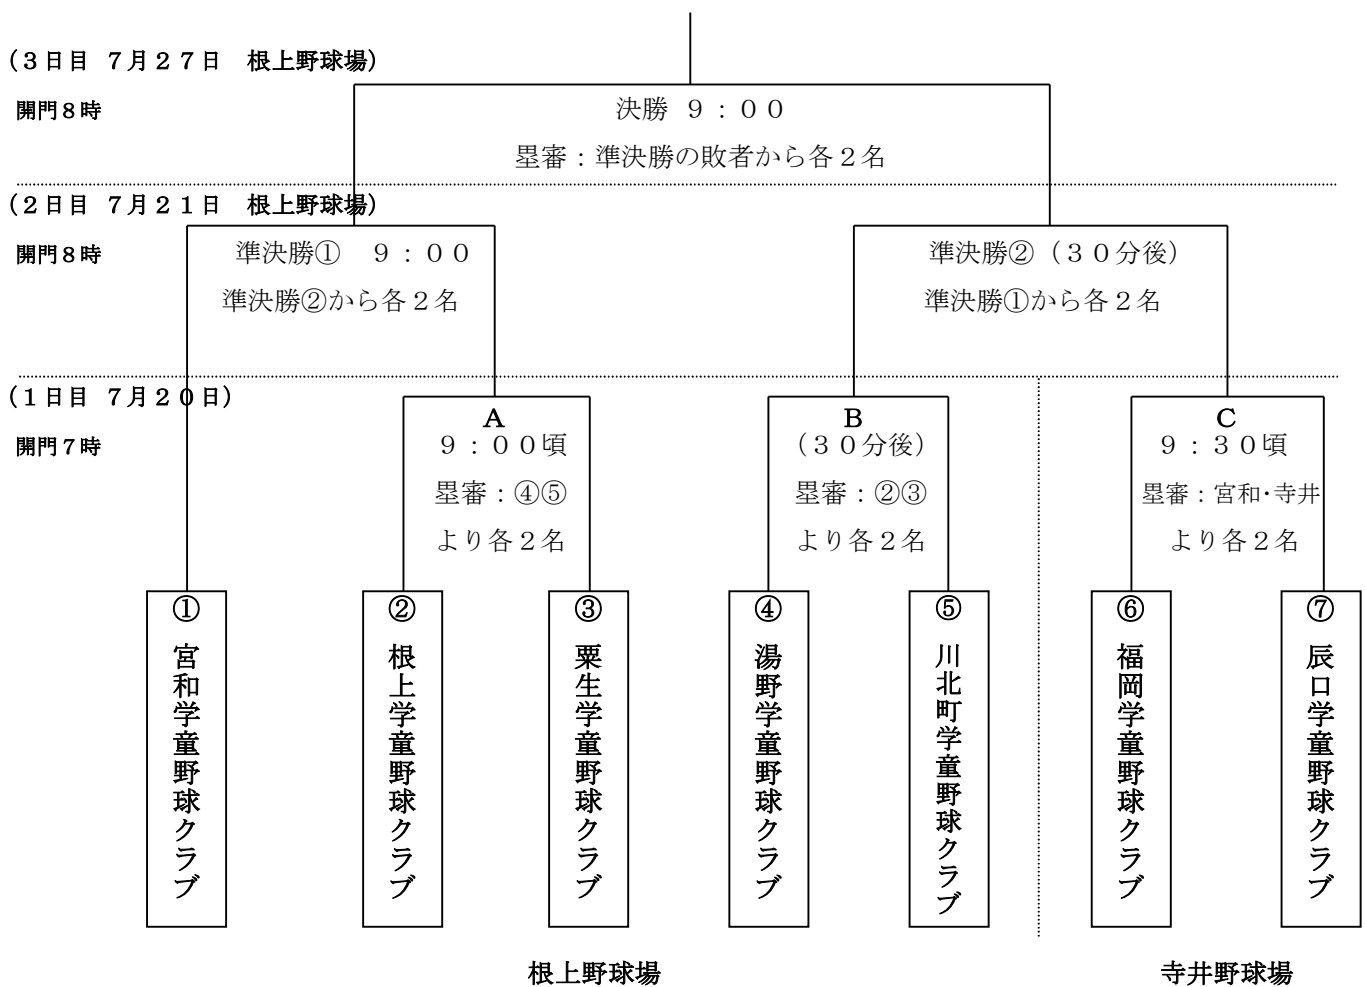 (３日目 ７月２７日　根上野球場)
開門８時
決勝 ９：００
塁審：準決勝の敗者から各２名
(２日目 ７月２１日　根上野球場)
開門８時
準決勝①　９：００
準決勝②から各２名
準決勝②（３０分後）
準決勝①から各２名
(１日目 ７月２０日)
開門７時
A
９：００頃
塁審：④⑤
より各２名
B
（３０分後）
塁審：②③
より各２名
C
９：３０頃
塁審：宮和･寺井
より各２名
①
宮和学童野球クラブ
②
根上学童野球クラブ
③
粟生学童野球クラブ
④
湯野学童野球クラブ
⑤
川北町学童野球クラブ
⑥
福岡学童野球クラブ
⑦
辰口学童野球クラブ
根上野球場
寺井野球場